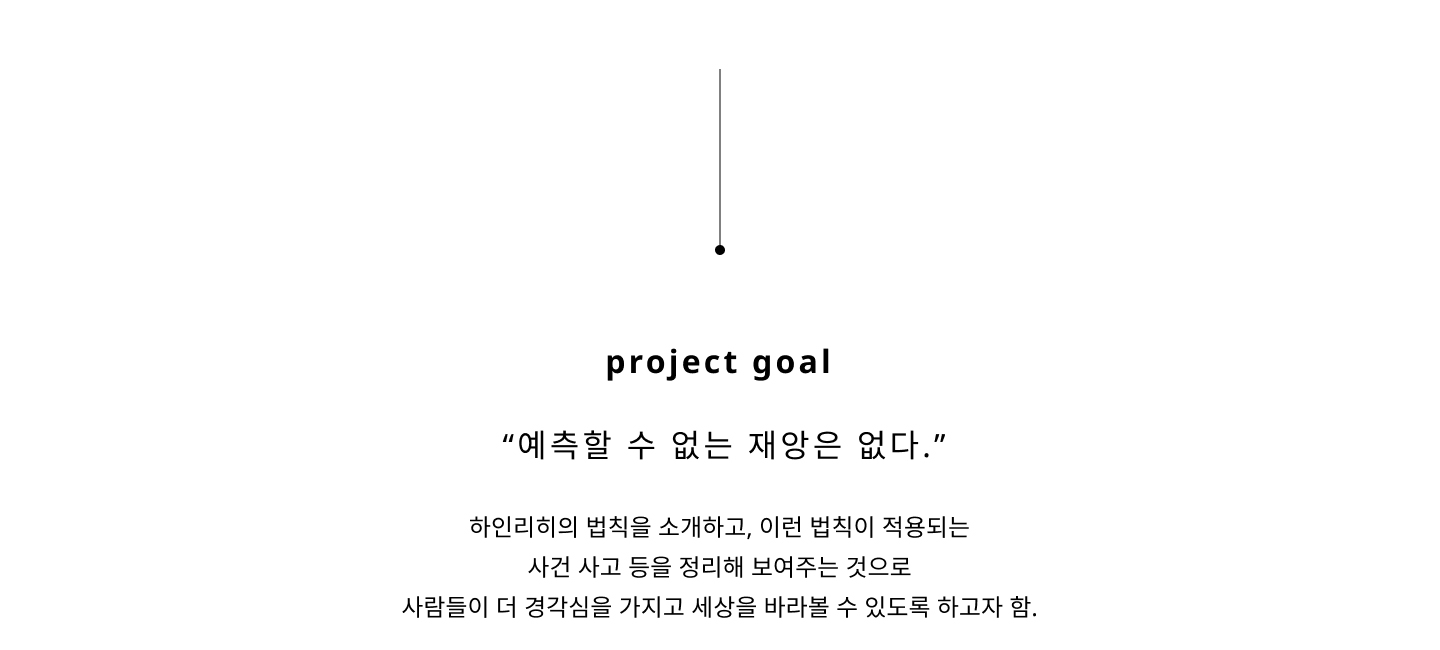 project goal
“예측할 수 없는 재앙은 없다.”
하인리히의 법칙을 소개하고, 이런 법칙이 적용되는
사건 사고 등을 정리해 보여주는 것으로
사람들이 더 경각심을 가지고 세상을 바라볼 수 있도록 하고자 함.